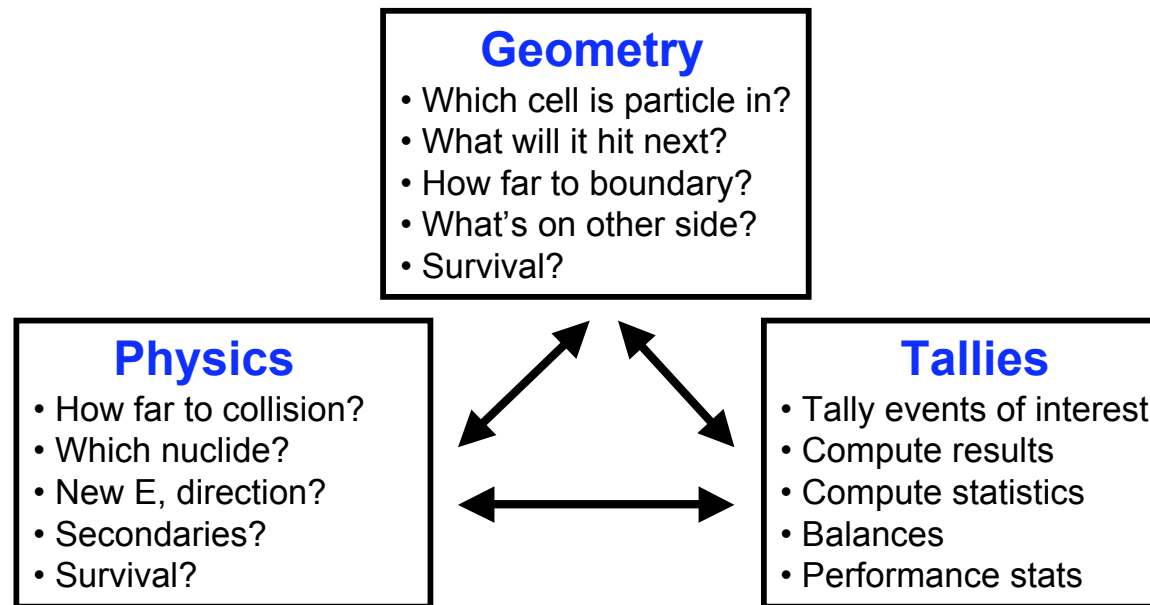 Geometry
• Which cell is particle in?
• What will it hit next?
• How far to boundary?
• What’s on other side?
• Survival?
Physics
• How far to collision?
• Which nuclide?
• New E, direction?
• Secondaries?
• Survival?
Tallies
• Tally events of interest
• Compute results
• Compute statistics
• Balances
• Performance stats